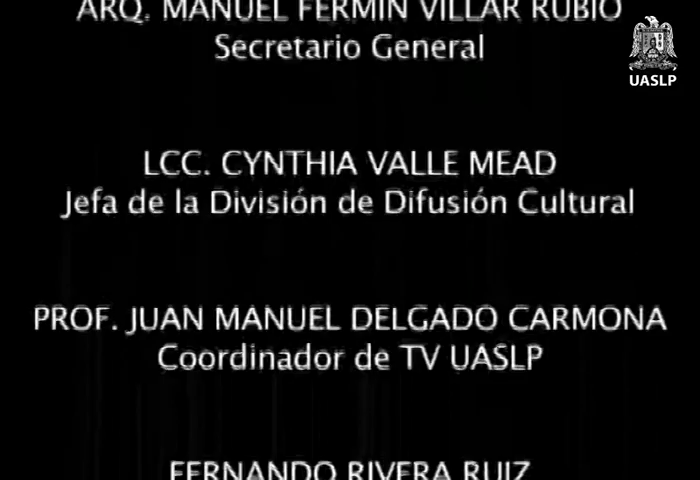 ARQ. MANUEL FERMÍN VILLAR RUBIO
Secretario General
UASLP
LCC. CYNTHIA VALLE MEAD
Jefa de la División de Difusión Cultural
PROF. JUAN MANUEL DELGADO CARMONA
Coordinador de TV UASLP
FERNANDO RIVERA RUIZ